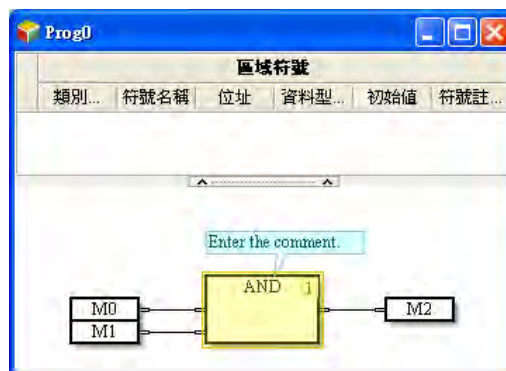 Prog0
區域符號
類別... 符號名稱 位址 資料型... 初始值 符號註...
Enter the comment.
AND 1
M0
M1
M2